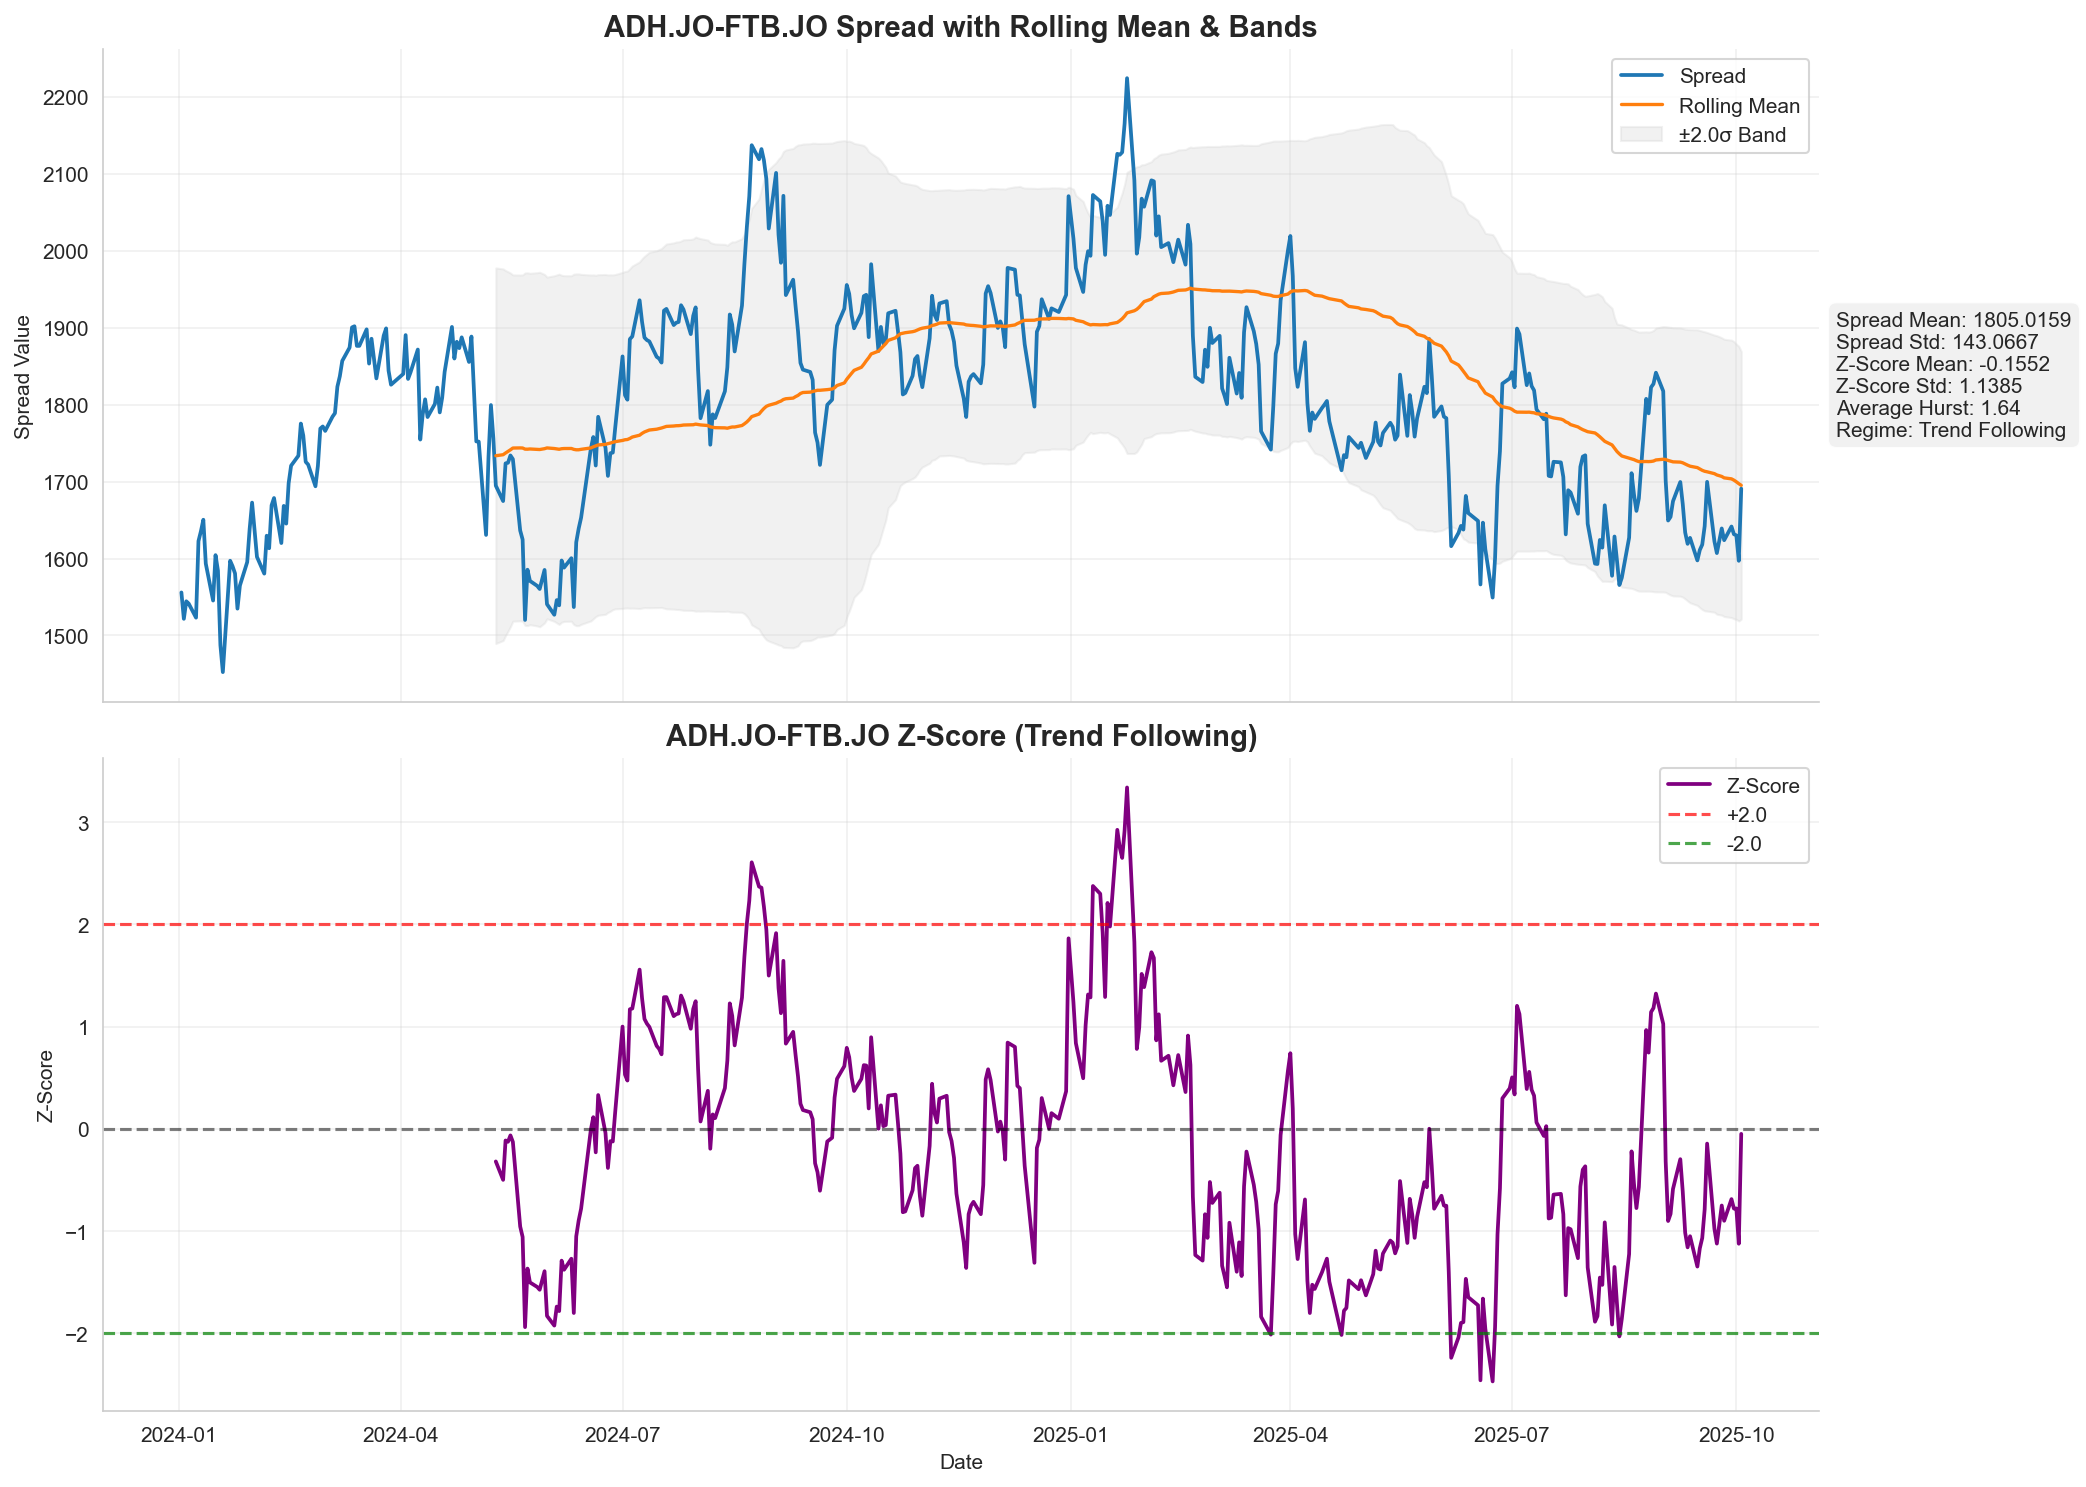 ADH.JO-FTB.JO Spread with Rolling Mean & Bands
Spread Value
2200
2100
2000
1900
1800
1700
1600
1500
Spread
Rolling Mean
±2.0σ Band
Spread Mean: 1805.0159
Spread Std: 143.0667
Z-Score Mean: -0.1552
Z-Score Std: 1.1385
Average Hurst: 1.64
Regime: Trend Following
ADH.JO-FTB.JO Z-Score (Trend Following)
Z-Score
3
2
1
0
−1
−2
Z-Score
+2.0
-2.0
2024-01
2024-04
2024-07
2024-10
2025-01
2025-04
2025-07
2025-10
Date